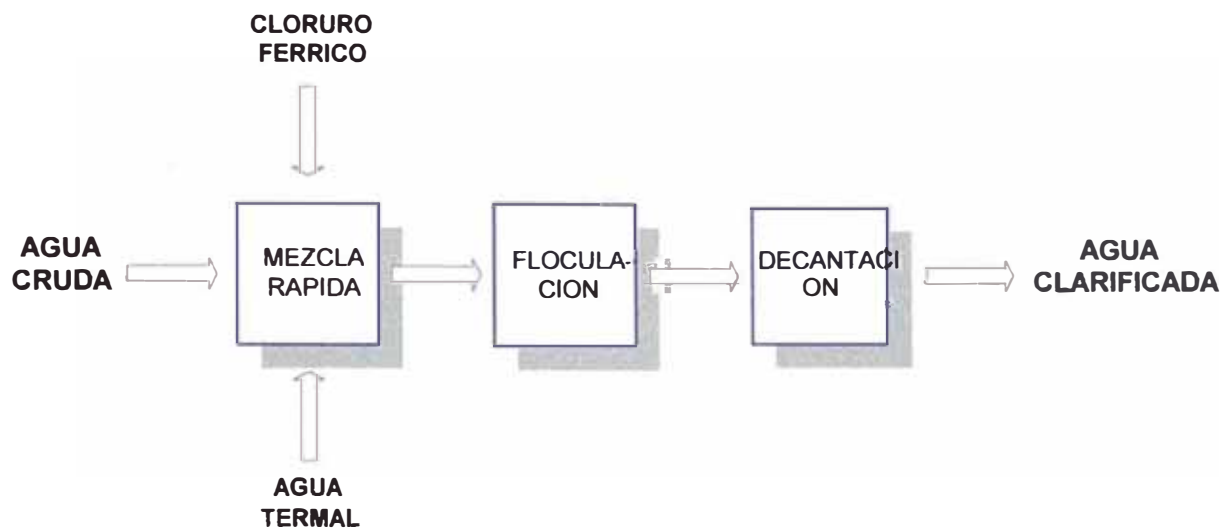 CLORURO
FERRICO
AGUA
CRUDA
MEZCLA
RAPIDA
FLOCULA-
CION
DECANTACI
ON
AGUA
CLARIFICADA
AGUA
TERMAL